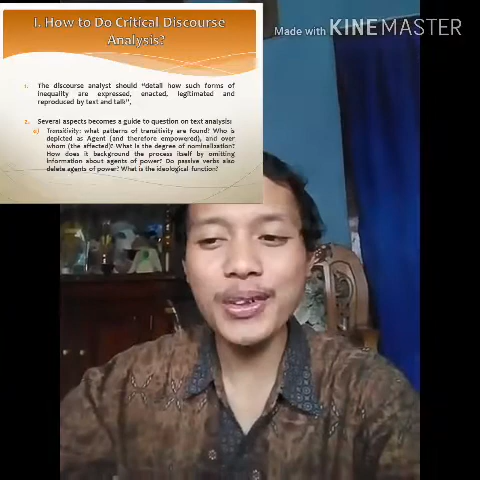 I. How to Do Critical Discourse
Analysis?
Made with KINEMASTER
1. The discourse analyst should "detail how such forms of
inequality are expressed, enacted, legitimated and
reproduced by text and talk",
2. Several aspects becomes a guide to question on text analysis:
a) Transitivity: what patterns of transitivity are found? Who is
depicted as Agent (and therefore empowered), and over
whom (the affected)? What is the degree of nominalization?
How does it background the process itself by omitting
information about agents of power? Do passive verbs also
delete agents of power? What is the ideological function?